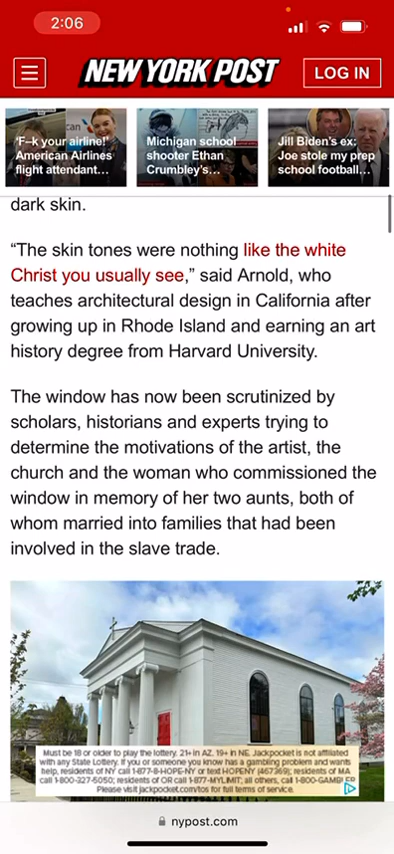 2:06
NEW YORK POST
LOG IN
'F–k your airline!'
American Airlines
flight attendant...
Michigan school
shooter Ethan
Crumbley's...
Jill Biden's ex:
Joe stole my prep
school football...
dark skin.
“The skin tones were nothing like the white
Christ you usually see,” said Arnold, who
teaches architectural design in California after
growing up in Rhode Island and earning an art
history degree from Harvard University.
The window has now been scrutinized by
scholars, historians and experts trying to
determine the motivations of the artist, the
church and the woman who commissioned the
window in memory of her two aunts, both of
whom married into families that had been
involved in the slave trade.
Must be 18 or older to play the lottery. 21+ in AZ. 19+ in NE. Jackpocket is not affiliated
with any State Lottery. If you or someone you know has a gambling problem and wants
help, residents of NY call 1-877-8-HOPE-NY or text HOPENY (467369); residents of MA
call 1-800-327-5050; residents of OR call 1-877-MYLIMIT; all others, call 1-800-GAMBLER
Please visit jackpocket.com/tos for full terms of service.
nypost.com